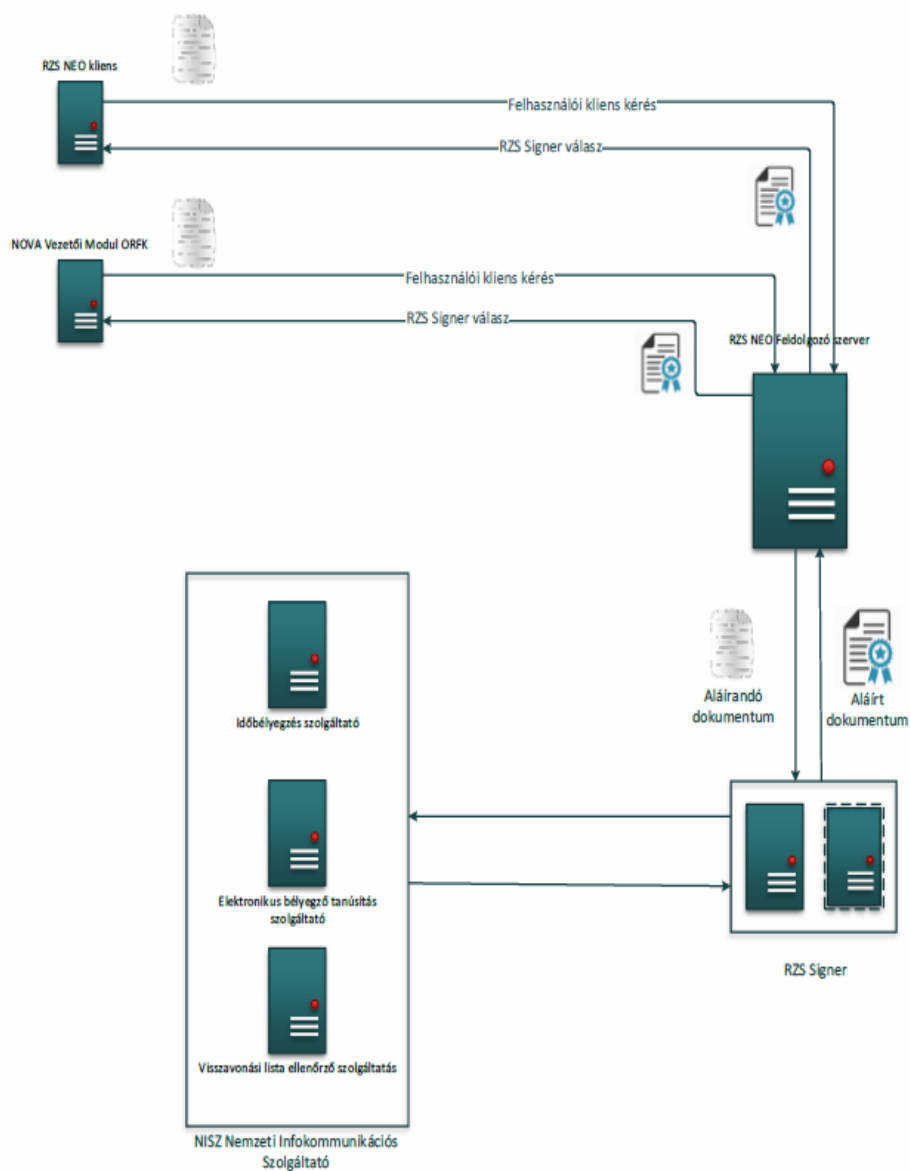 RZS NEO kliens
Felhasználói kliens kérés
RZS Signer válasz
NOVA Vezetői Modul ORFK
Felhasználói kliens kérés
RZS Signer válasz
RZS NEO Feldolgozó szerver
Időbélyegzés szolgáltató
Aláírandó
dokumentum
Aláírt
dokumentum
Elektronikus bélyegző tanúsítás
szolgáltató
Visszavonási lista ellenőrző szolgáltatás
RZS Signer
NISZ Nemzeti Infokommunikációs
Szolgáltató